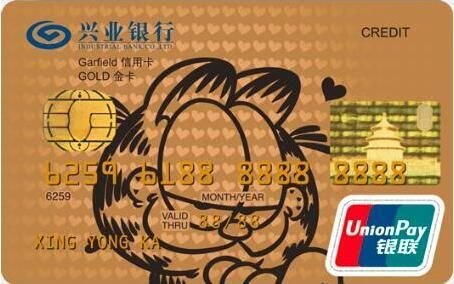 兴业银行
INDUSTRIAL BANK CO.,LTD.
CREDIT
Garfield 信用卡
GOLD 金卡
6259 6188 8888 8888
6259
MONTH/YEAR
VALID THRU 88/88
XING YONG KA
UnionPay
银联